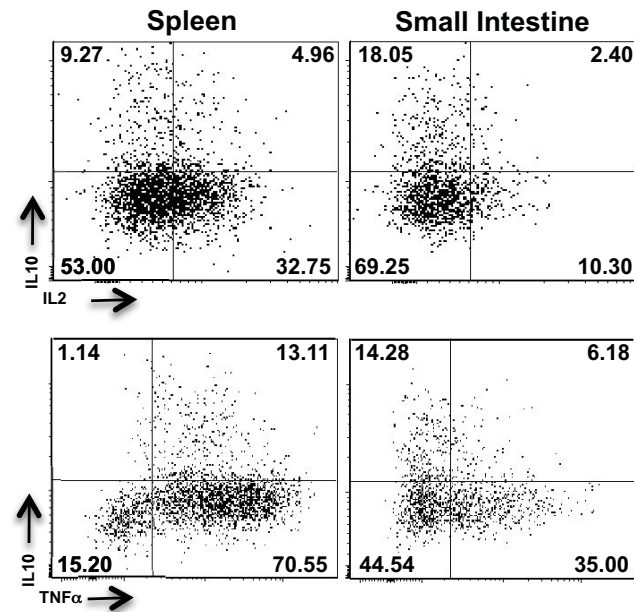 Spleen Small Intestine
9.27 4.96 18.05 2.40
IL10
53.00 32.75 69.25 10.30
IL2
1.14 13.11 14.28 6.18
IL10
15.20 70.55 44.54 35.00
TNFα